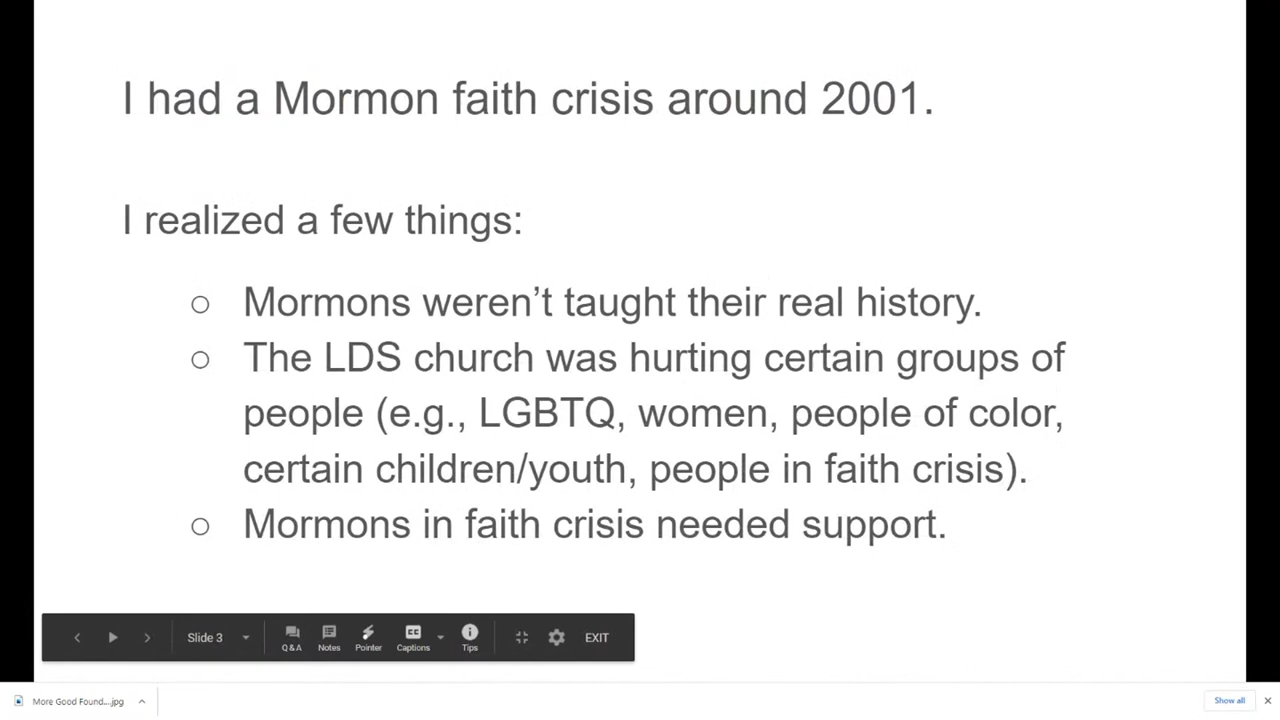 I had a Mormon faith crisis around 2001.
I realized a few things:
○ Mormons weren’t taught their real history.
○ The LDS church was hurting certain groups of
people (e.g., LGBTQ, women, people of color,
certain children/youth, people in faith crisis).
○ Mormons in faith crisis needed support.
Slide 3
Q&A Notes Pointer Captions Tips EXIT
CC
More Good Found....jpg
Show all